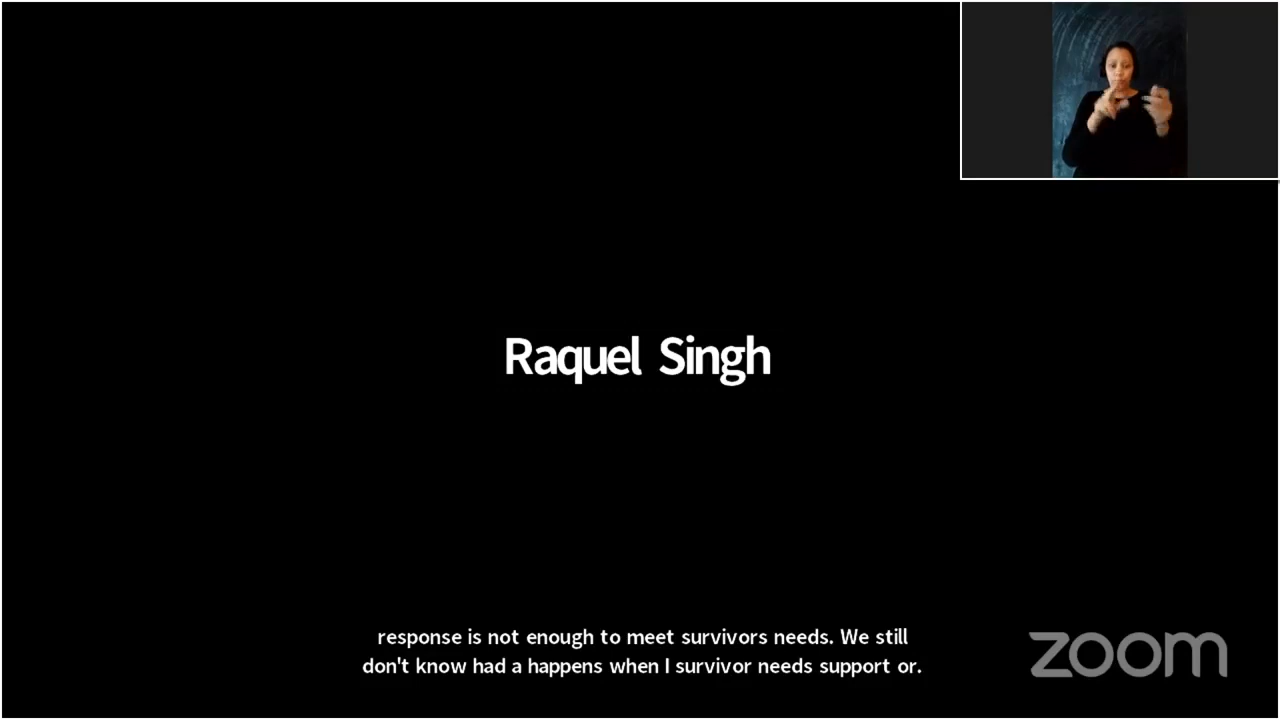 Raquel Singh
response is not enough to meet survivors needs. We still
don't know had a happens when I survivor needs support or.
zoom